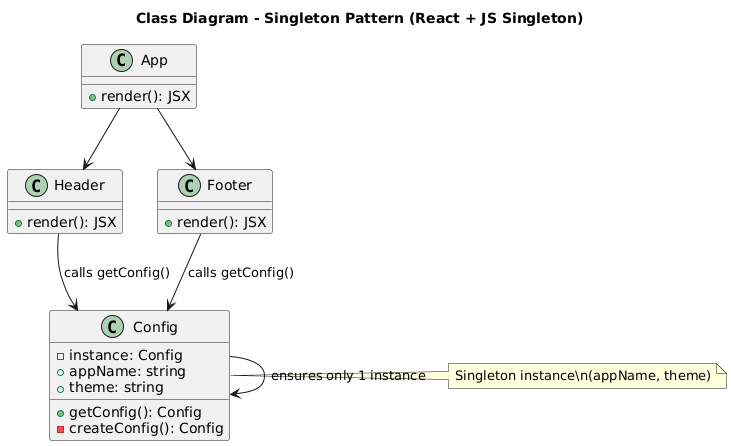 Class Diagram - Singleton Pattern (React + JS Singleton)
C App
render(): JSX
C Header
render(): JSX
C Footer
render(): JSX
calls getConfig()
calls getConfig()
C Config
instance: Config
appName: string
theme: string
getConfig(): Config
createConfig(): Config
ensures only 1 instance
Singleton instance\n(appName, theme)